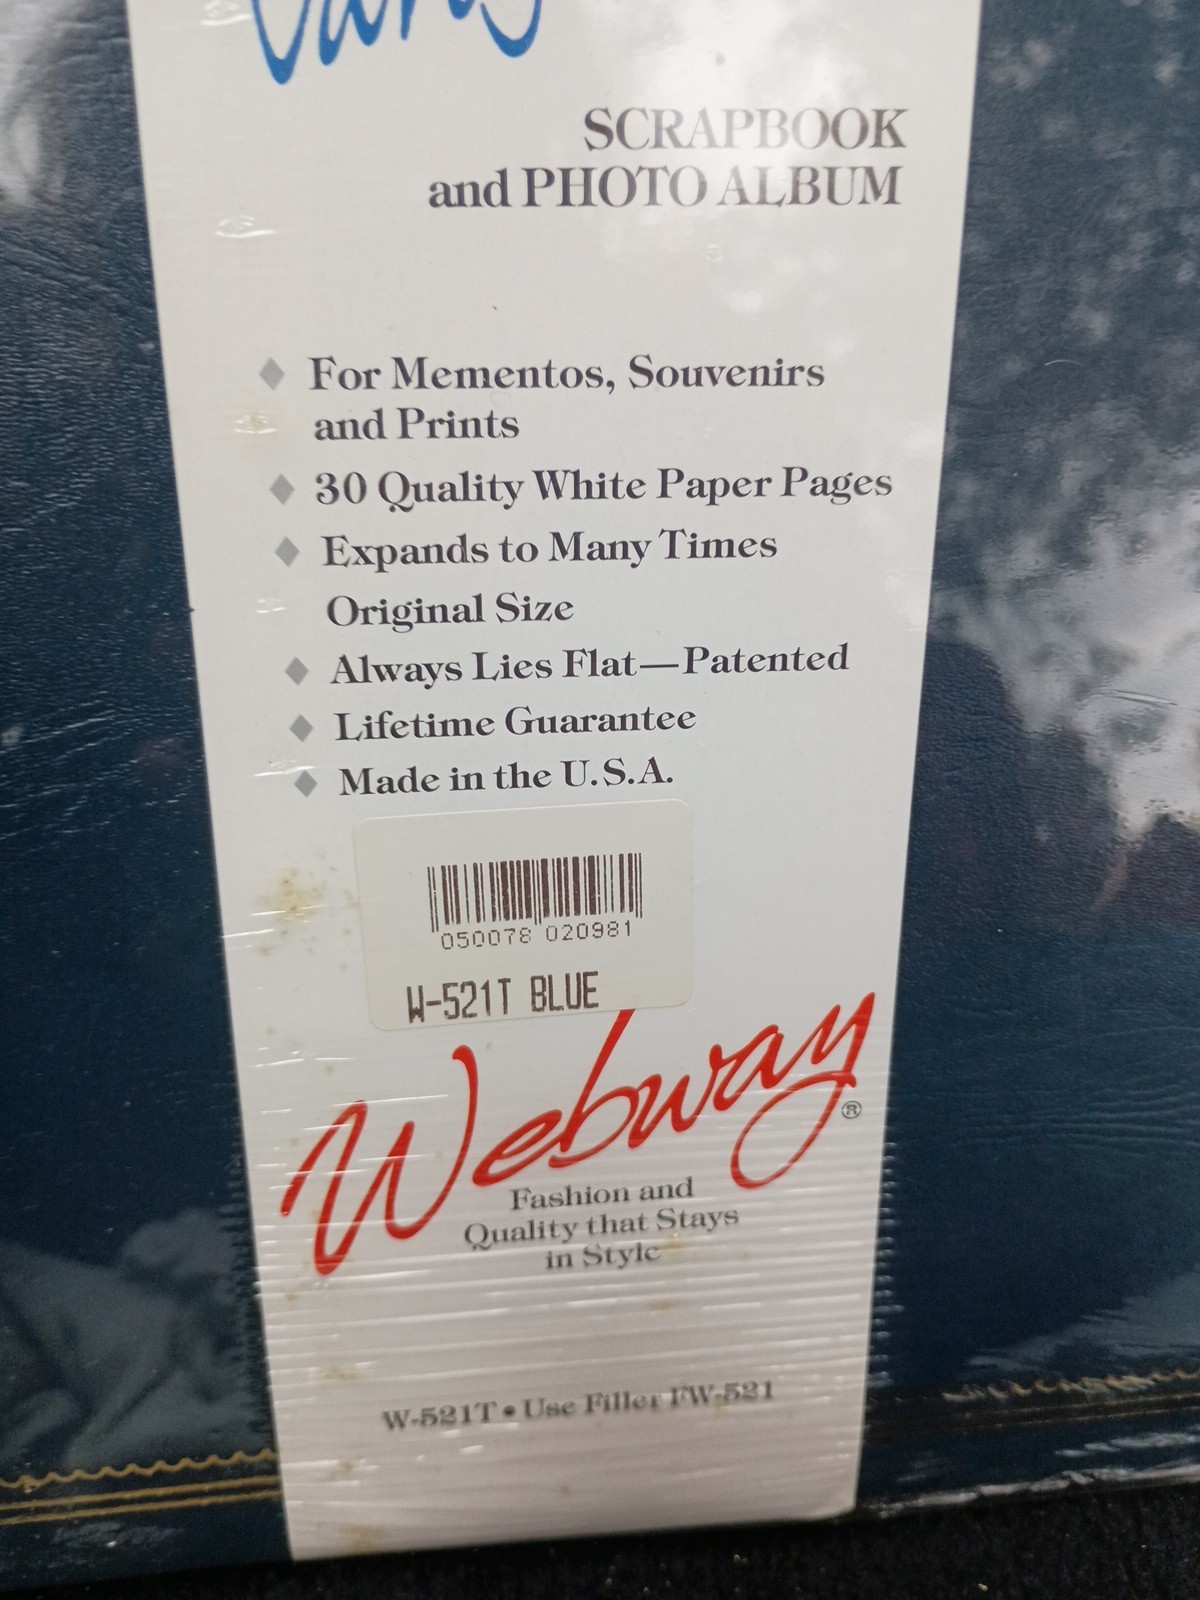 SCRAPBOOK
and PHOTO ALBUM
For Mementos, Souvenirs
and Prints
30 Quality White Paper Pages
Expands to Many Times
Original Size
Always Lies Flat—Patented
Lifetime Guarantee
Made in the U.S.A.
050078 020981
W-521T BLUE
Webway®
Fashion and
Quality that Stays
in Style
W-521T • Use Filler FW-521